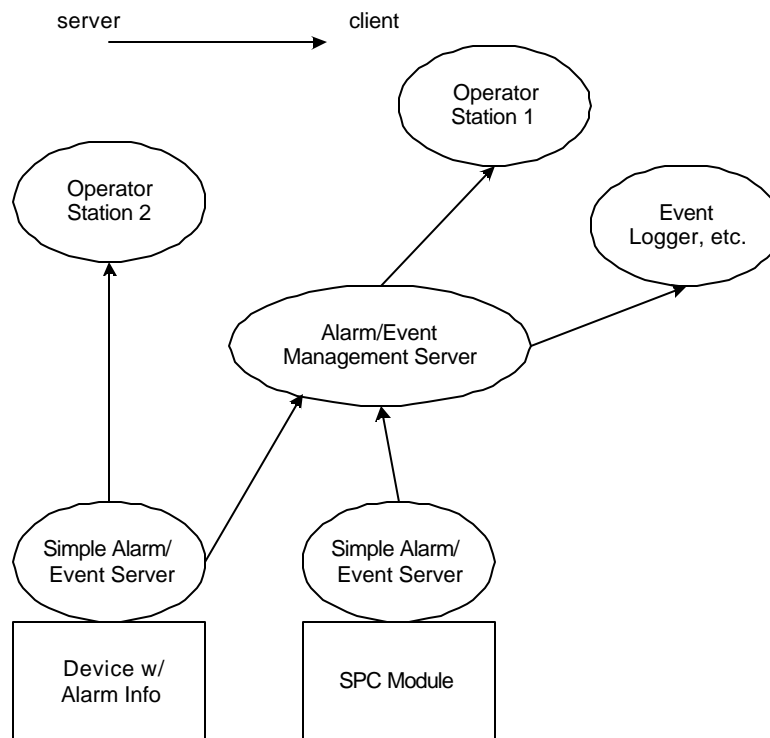 server
client
Operator
Station 1
Operator
Station 2
Event
Logger, etc.
Alarm/Event
Management Server
Simple Alarm/
Event Server
Simple Alarm/
Event Server
Device w/
Alarm Info
SPC Module